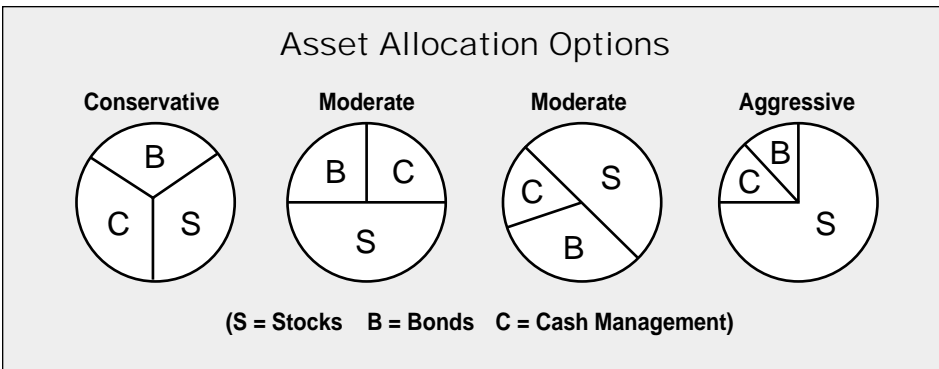 Asset Allocation Options
Conservative Moderate Moderate Aggressive
B C S
B C S
C S B
B C S
(S = Stocks B = Bonds C = Cash Management)